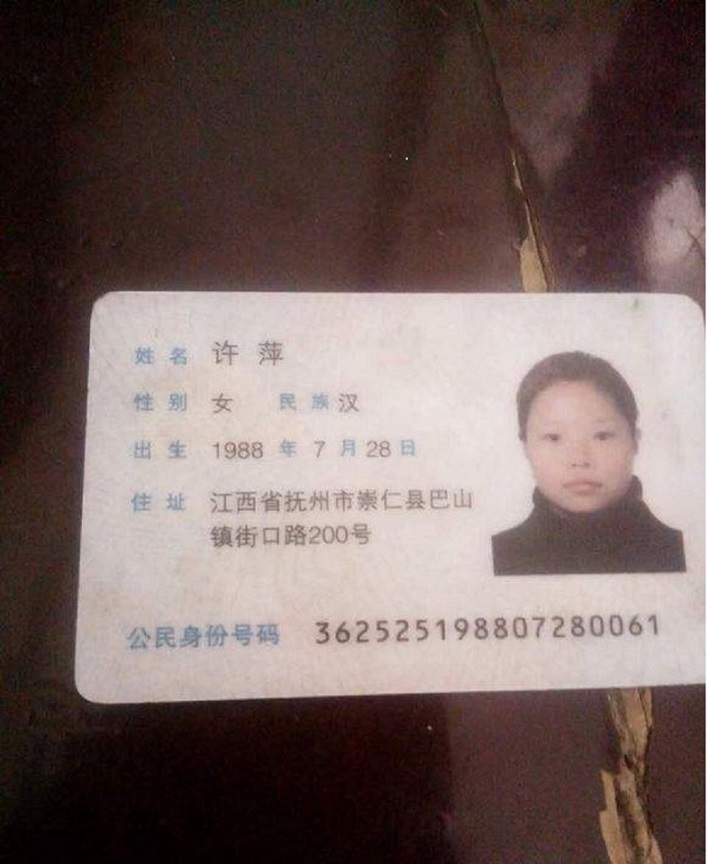 姓名 许萍
性别 女 民族 汉
出生 1988 年 7 月 28 日
住址 江西省抚州市崇仁县巴山
镇街口路200号
公民身份号码 362525198807280061